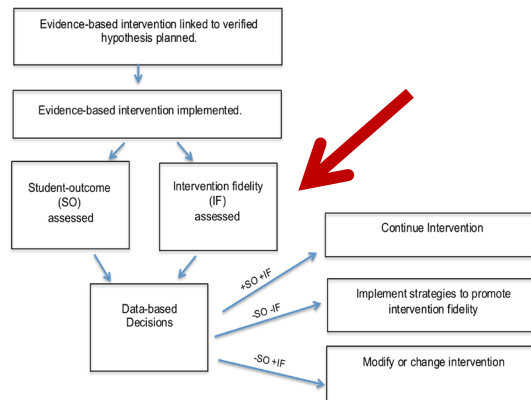 Evidence-based intervention linked to verified
hypothesis planned.
Evidence-based intervention implemented.
Student-outcome
(SO)
assessed
Intervention fidelity
(IF)
assessed
Data-based
Decisions
+SO +IF
Continue Intervention
-SO -IF
Implement strategies to promote
intervention fidelity
-SO +IF
Modify or change intervention